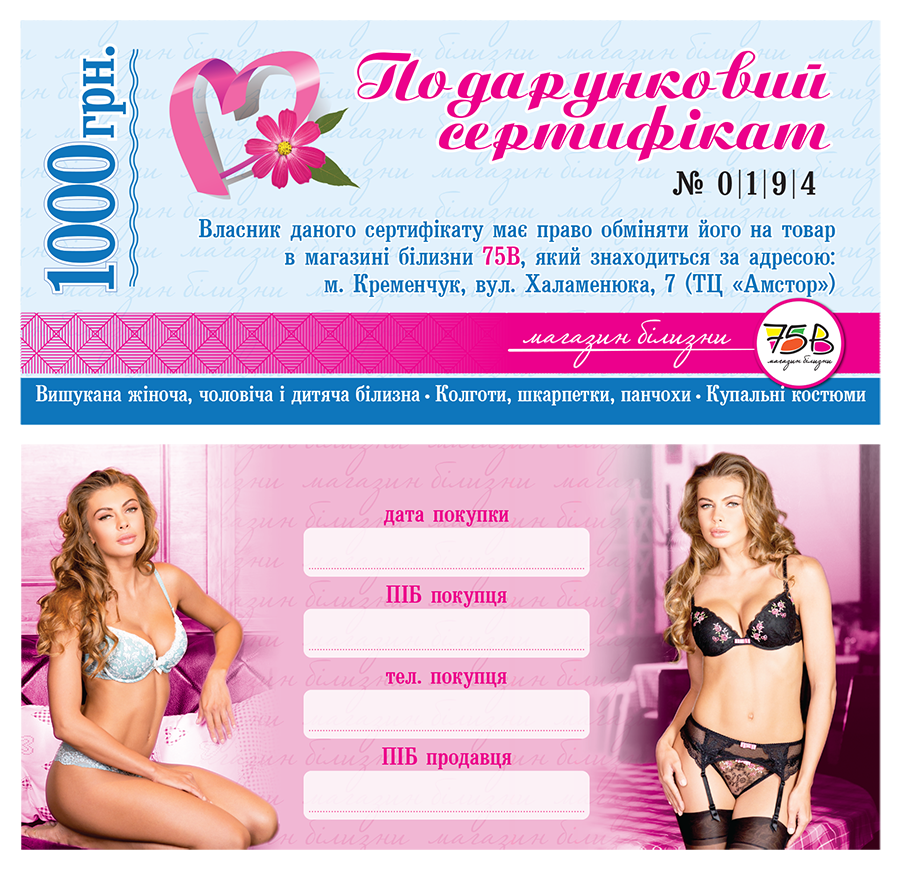 1000 грн.
Подарунковий
сертифікат
№ 0|1|9|4
Власник даного сертифікату має право обміняти його на товар
в магазині білизни 75В, який знаходиться за адресою:
м. Кременчук, вул. Халаменюка, 7 (ТЦ «Амстор»)
магазин білизни
75В
магазин білизни
Вишукана жіноча, чоловіча і дитяча білизна • Колготи, шкарпетки, панчохи • Купальні костюми
дата покупки
ПІБ покупця
тел. покупця
ПІБ продавця